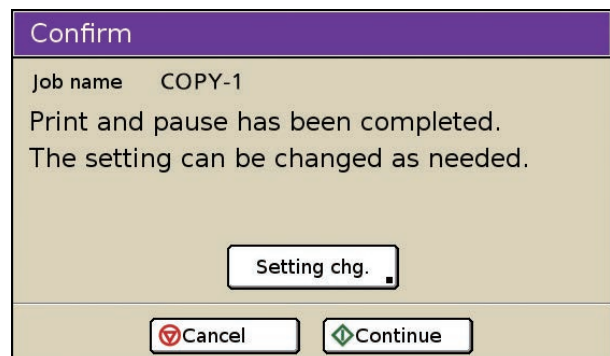 Confirm
Job name COPY-1
Print and pause has been completed.
The setting can be changed as needed.
Setting chg.
Cancel Continue